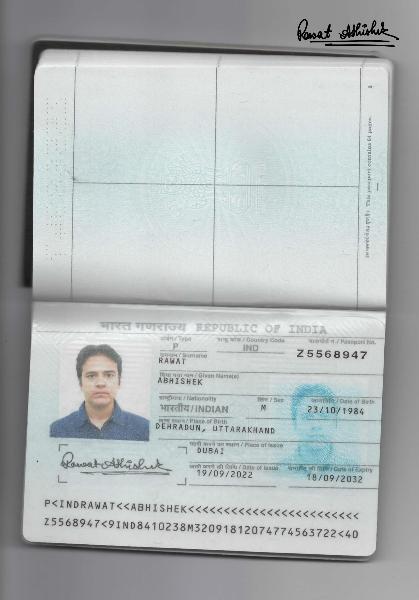 Rawat Abhishek
This passport contains 64 pages.
भारत गणराज्य REPUBLIC OF INDIA
टाईप / Type
राष्ट्र कोड / Country Code
पासपोर्ट नं. / Passport No.
P
IND
Z5568947
उपनाम / Surname
RAWAT
दिया गया नाम / Given Name(s)
ABHISHEK
राष्ट्रीयता / Nationality
लिंग / Sex
जन्मतिथि / Date of Birth
भारतीय/INDIAN
M
23/10/1984
जन्म स्थान / Place of Birth
DEHRADUN, UTTARAKHAND
जारी करने का स्थान / Place of Issue
DUBAI
जारी करने की तिथि / Date of Issue
समाप्ति की तिथि / Date of Expiry
Rawat Abhishek
19/09/2022
18/09/2032
P<INDRAWAT<<ABHISHEK<<<<<<<<<<<<<<<<<<<<<<<<
Z5568947<9IND8410238M32091812074774563722<40